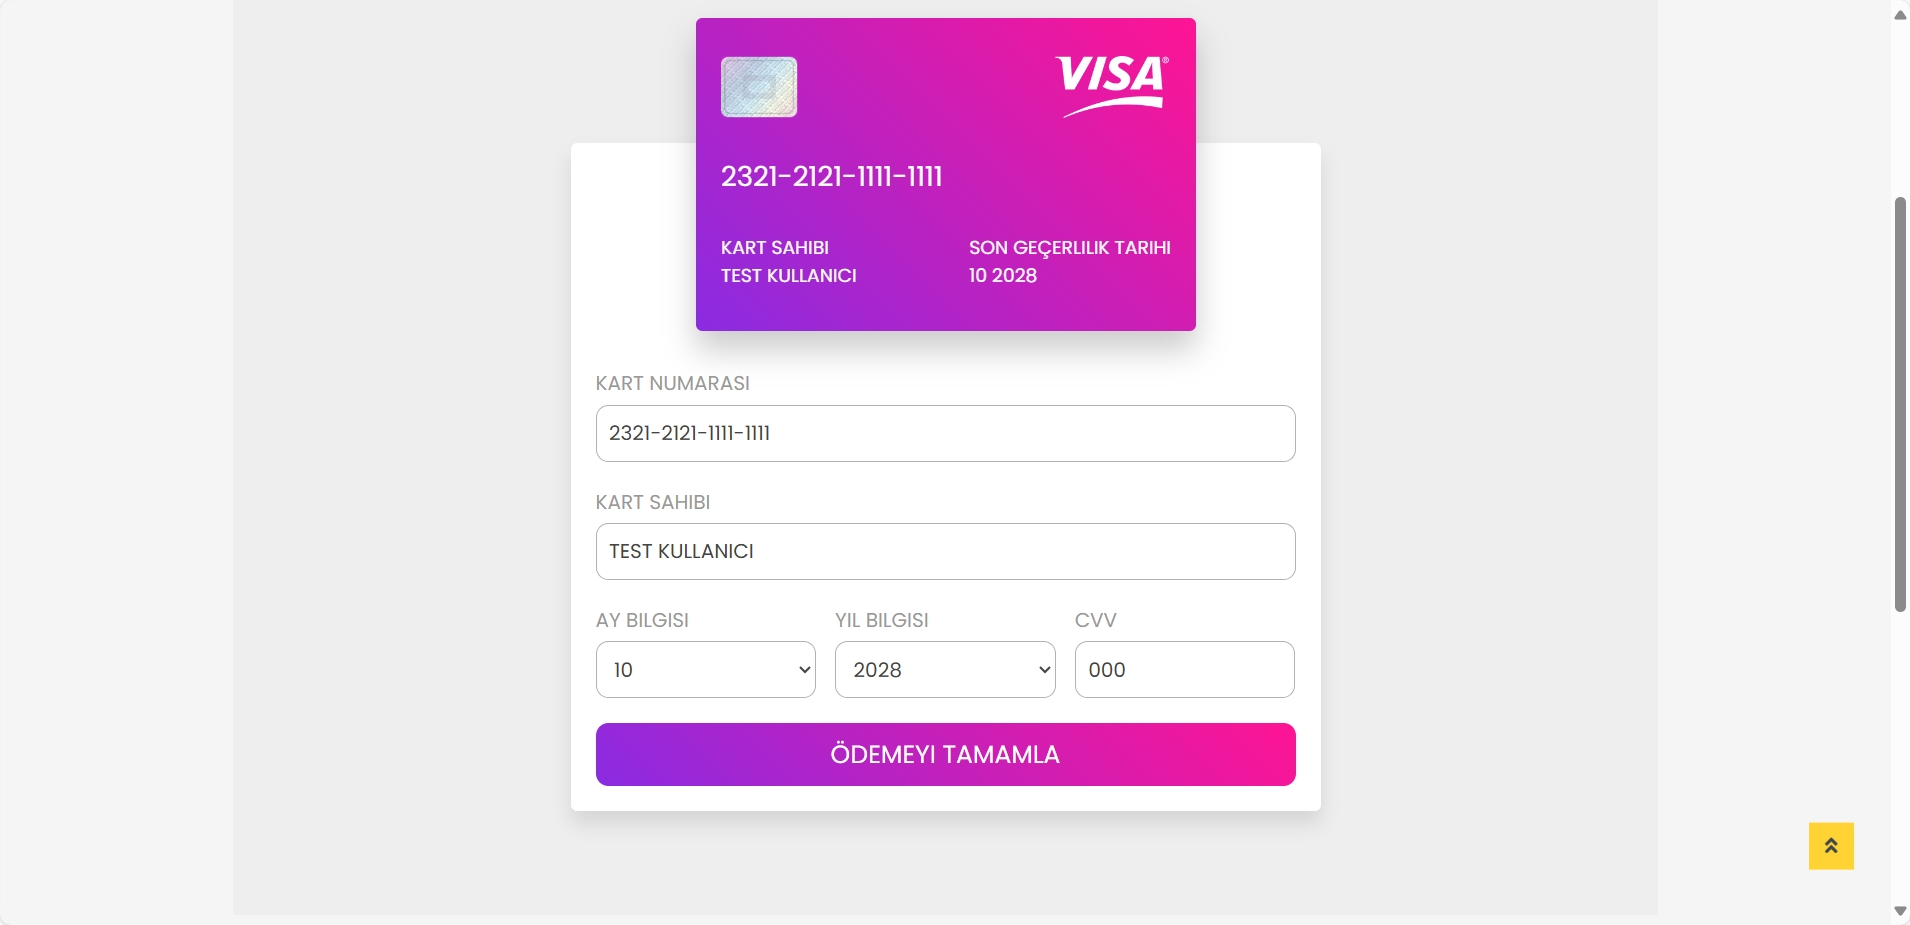 VISA®
2321-2121-1111-1111
KART SAHIBI
TEST KULLANICI
SON GEÇERLILIK TARIHI
10 2028
KART NUMARASI
2321-2121-1111-1111
KART SAHIBI
TEST KULLANICI
AY BILGISI
10
YIL BILGISI
2028
CVV
000
ÖDEMEYI TAMAMLA